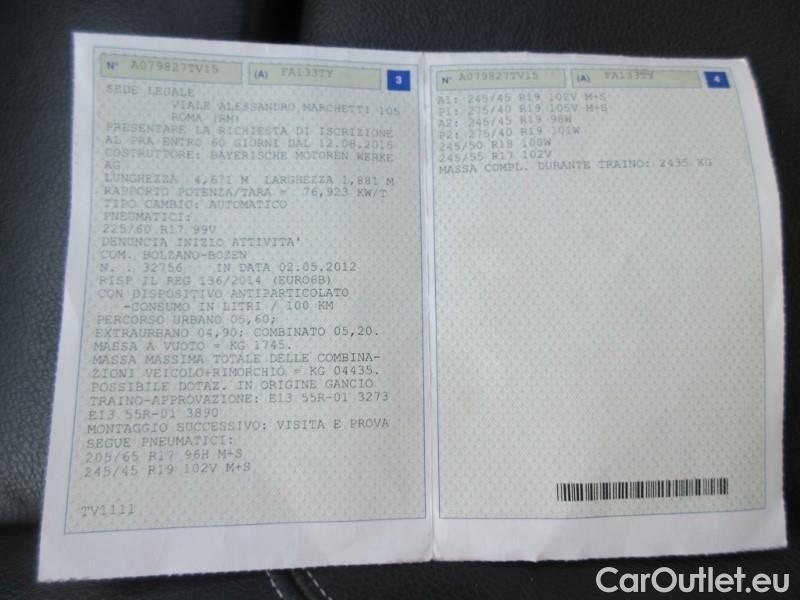 N° A079827TV15 (A) FA133TY 3
SEDE LEGALE
VIALE ALESSANDRO MARCHETTI 105
ROMA (RM)
PRESENTARE LA RICHIESTA DI ISCRIZIONE
AL PRA ENTRO 60 GIORNI DAL 12.08.2015
COSTRUTTORE: BAYERISCHE MOTOREN WERKE
AG
LUNGHEZZA 4,671 M LARGHEZZA 1,881 M
RAPPORTO POTENZA/TARA = 76,923 KW/T
TIPO CAMBIO: AUTOMATICO
PNEUMATICI:
225/60 R17 99V
DENUNCIA INIZIO ATTIVITA'
COM. BOLZANO-BOZEN
N. . 32756 IN DATA 02.05.2012
RISP IL REG 136/2014 (EURO6B)
CON DISPOSITIVO ANTIPARTICOLATO
-CONSUMO IN LITRI / 100 KM
PERCORSO URBANO 05,60;
EXTRAURBANO 04,90; COMBINATO 05,20.
MASSA A VUOTO = KG 1745.
MASSA MASSIMA TOTALE DELLE COMBINA-
ZIONI VEICOLO+RIMORCHIO = KG 04435.
POSSIBILE DOTAZ. IN ORIGINE GANCIO
TRAINO-APPROVAZIONE: E13 55R-01 3273
E13 55R-01 3890
MONTAGGIO SUCCESSIVO: VISITA E PROVA
SEGUE PNEUMATICI:
205/65 R17 96H M+S
245/45 R19 102V M+S
TV1111
N° A079827TV15 (A) FA133TY 4
A1: 245/45 R19 102V M+S
P1: 275/40 R19 105V M+S
A2: 245/45 R19 98W
P2: 275/40 R19 101W
245/50 R18 100W
245/55 R17 102V
MASSA COMPL. DURANTE TRAINO: 2435 KG
CarOutlet.eu